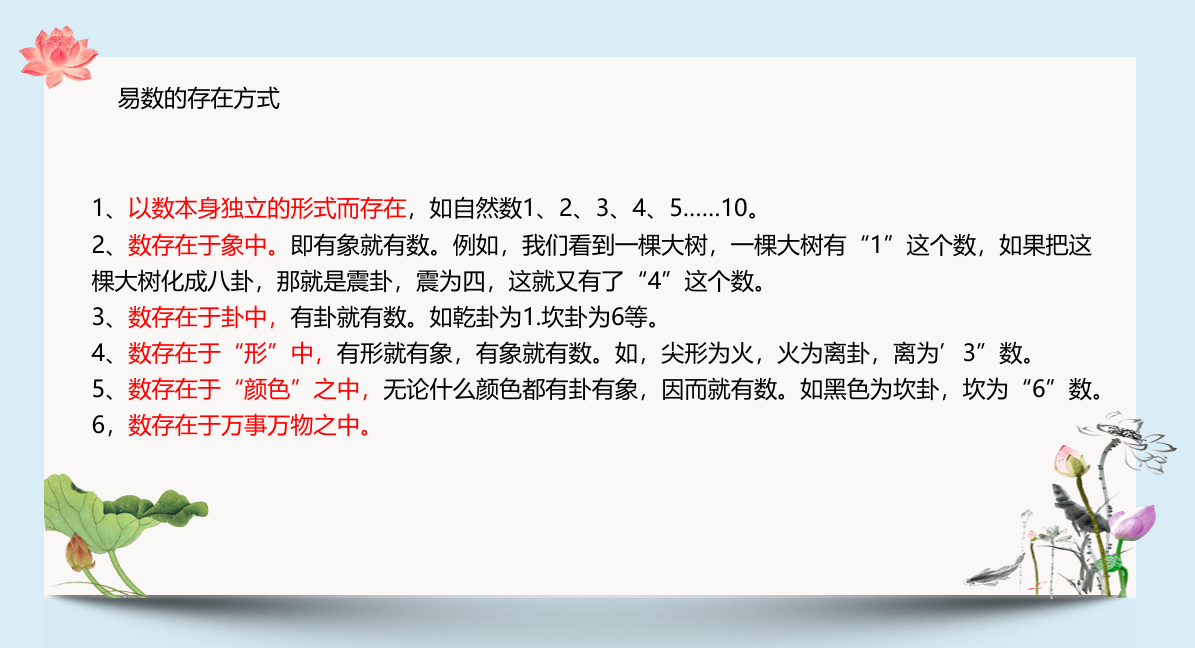 易数的存在方式
1、以数本身独立的形式而存在，如自然数1、2、3、4、5……10。
2、数存在于象中。即有象就有数。例如，我们看到一棵大树，一棵大树有“1”这个数，如果把这
棵大树化成八卦，那就是震卦，震为四，这就又有了“4”这个数。
3、数存在于卦中，有卦就有数。如乾卦为1.坎卦为6等。
4、数存在于“形”中，有形就有象，有象就有数。如，尖形为火，火为离卦，离为’3”数。
5、数存在于“颜色”之中，无论什么颜色都有卦有象，因而就有数。如黑色为坎卦，坎为“6”数。
6，数存在于万事万物之中。